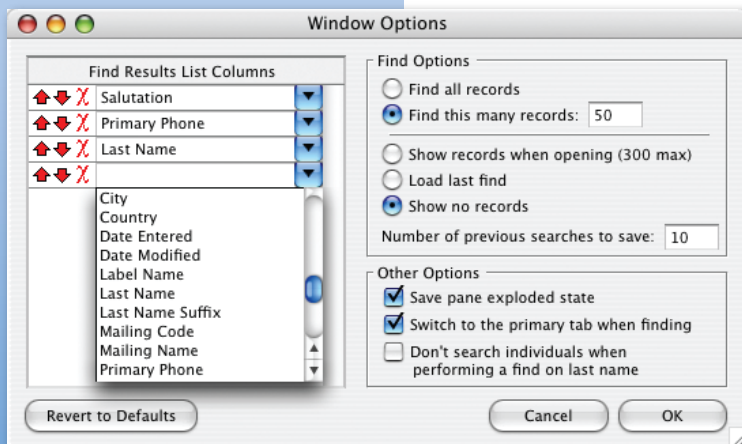 Window Options
Find Results List Columns
Salutation
Primary Phone
Last Name
City
Country
Date Entered
Date Modified
Label Name
Last Name
Last Name Suffix
Mailing Code
Mailing Name
Primary Phone
Find Options
Find all records
Find this many records: 50
Show records when opening (300 max)
Load last find
Show no records
Number of previous searches to save: 10
Other Options
Save pane exploded state
Switch to the primary tab when finding
Don't search individuals when
performing a find on last name
Revert to Defaults
Cancel
OK